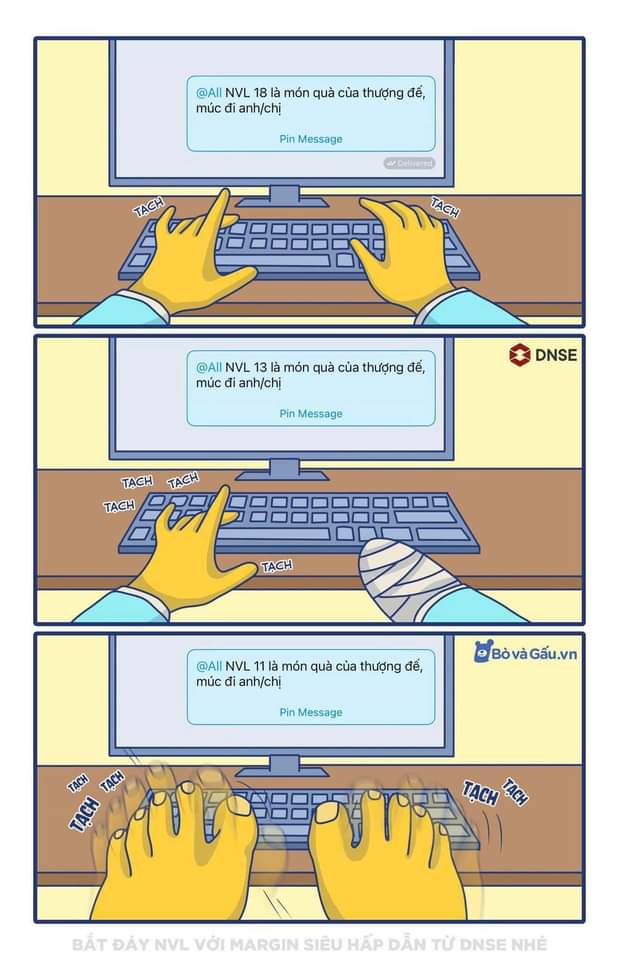 @All NVL 18 là món quà của thượng đế,
múc đi anh/chị
Pin Message
Delivered
TẠCH
TẠCH
DNSE
@All NVL 13 là món quà của thượng đế,
múc đi anh/chị
Pin Message
TẠCH
TẠCH
TẠCH
TẠCH
Bò và Gấu.vn
@All NVL 11 là món quà của thượng đế,
múc đi anh/chị
Pin Message
TẠCH
TẠCH
TẠCH
TẠCH
TẠCH
BẮT ĐÁY NVL VỚI MARGIN SIÊU HẤP DẪN TỪ DNSE NHÉ